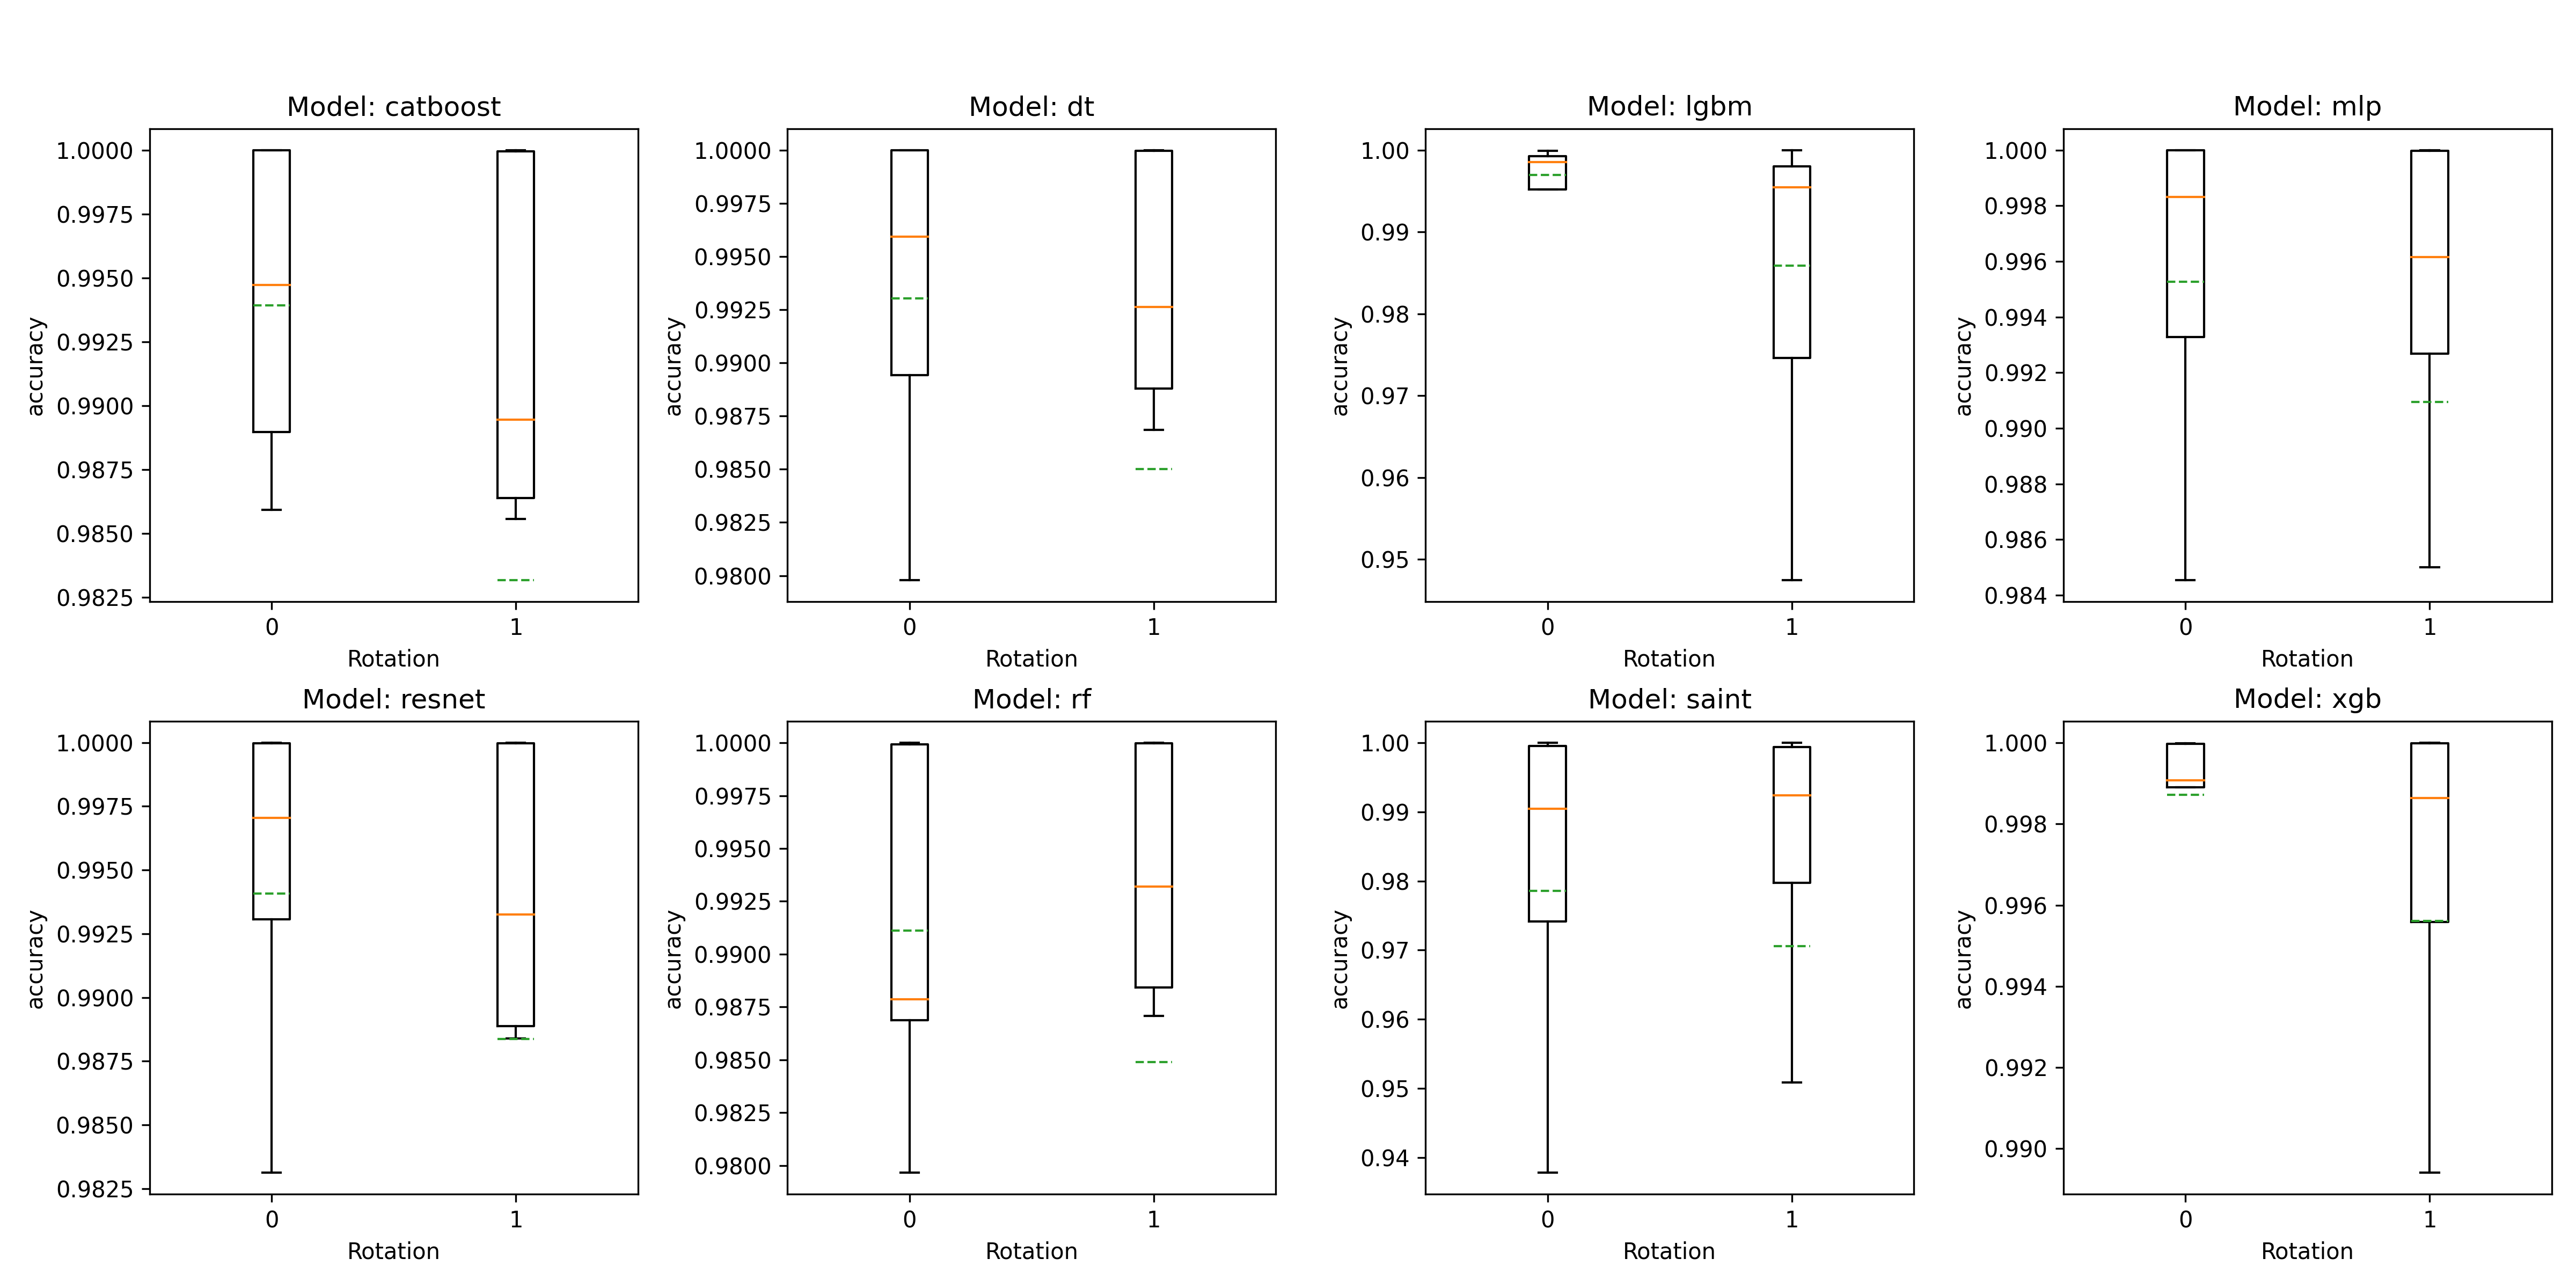 Model: catboost
1.0000
0.9975
0.9950
0.9925
0.9900
0.9875
0.9850
0.9825
accuracy
0 1
Rotation
Model: dt
1.0000
0.9975
0.9950
0.9925
0.9900
0.9875
0.9850
0.9825
0.9800
accuracy
0 1
Rotation
Model: lgbm
1.00
0.99
0.98
0.97
0.96
0.95
accuracy
0 1
Rotation
Model: mlp
1.000
0.998
0.996
0.994
0.992
0.990
0.988
0.986
0.984
accuracy
0 1
Rotation
Model: resnet
1.0000
0.9975
0.9950
0.9925
0.9900
0.9875
0.9850
0.9825
accuracy
0 1
Rotation
Model: rf
1.0000
0.9975
0.9950
0.9925
0.9900
0.9875
0.9850
0.9825
0.9800
accuracy
0 1
Rotation
Model: saint
1.00
0.99
0.98
0.97
0.96
0.95
0.94
accuracy
0 1
Rotation
Model: xgb
1.000
0.998
0.996
0.994
0.992
0.990
accuracy
0 1
Rotation